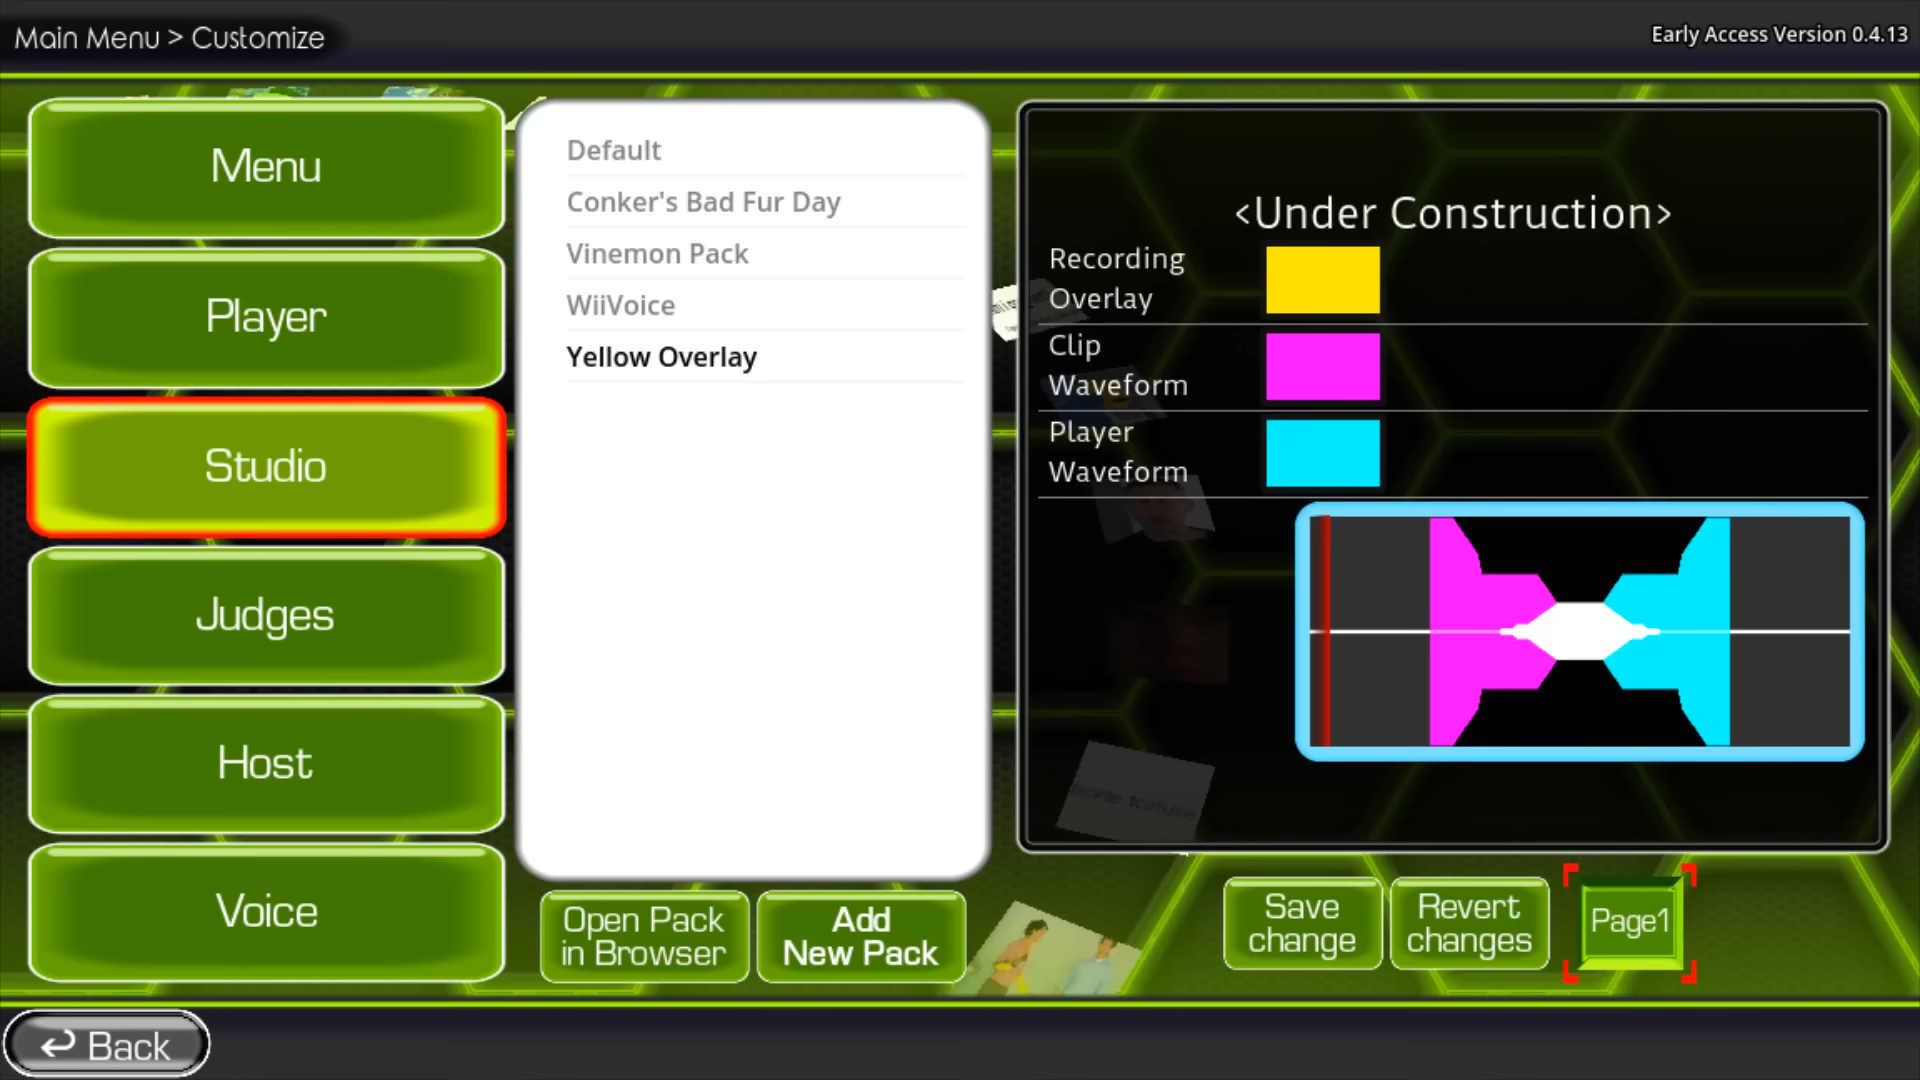 Main Menu > Customize
Early Access Version 0.4.13
Menu
Player
Studio
Judges
Host
Voice
Default
Conker's Bad Fur Day
Vinemon Pack
WiiVoice
Yellow Overlay
Open Pack
in Browser
Add
New Pack
<Under Construction>
Recording
Overlay
Clip
Waveform
Player
Waveform
Save
change
Revert
changes
Page1
Back